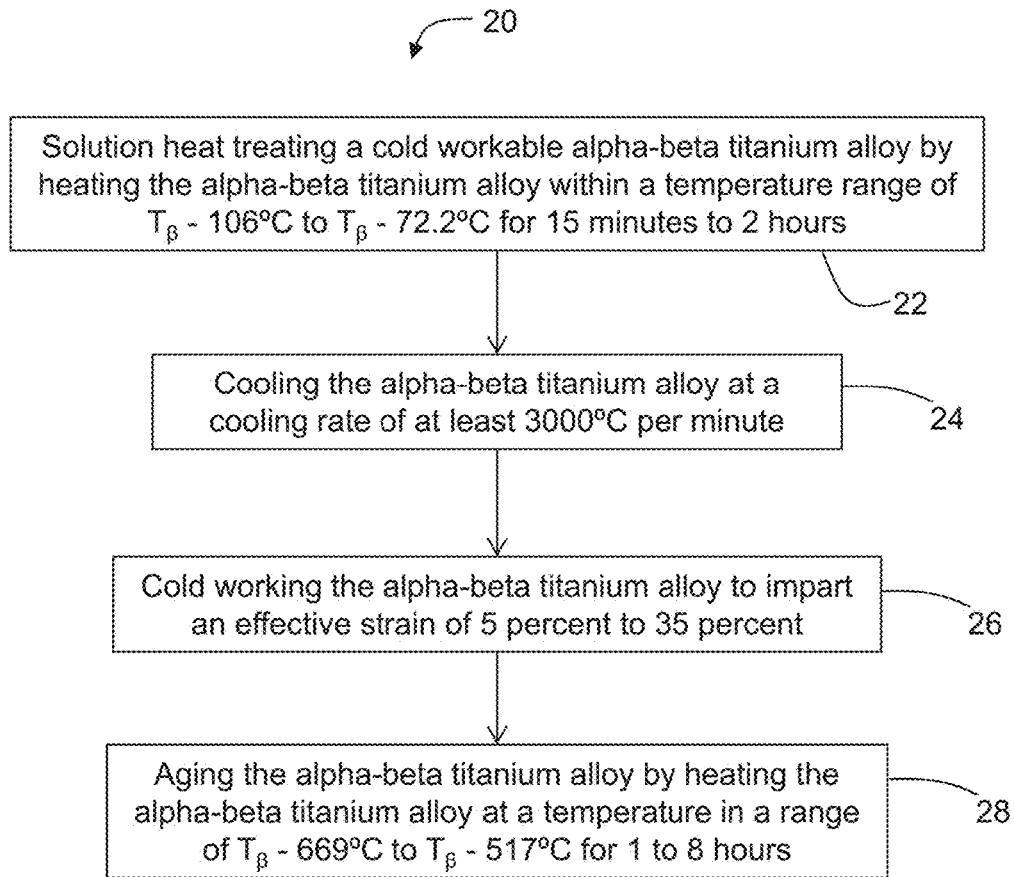 20
Solution heat treating a cold workable alpha-beta titanium alloy by
heating the alpha-beta titanium alloy within a temperature range of
Tβ - 106ºC to Tβ - 72.2ºC for 15 minutes to 2 hours
22
Cooling the alpha-beta titanium alloy at a
cooling rate of at least 3000ºC per minute
24
Cold working the alpha-beta titanium alloy to impart
an effective strain of 5 percent to 35 percent
26
Aging the alpha-beta titanium alloy by heating the
alpha-beta titanium alloy at a temperature in a range
of Tβ - 669ºC to Tβ - 517ºC for 1 to 8 hours
28